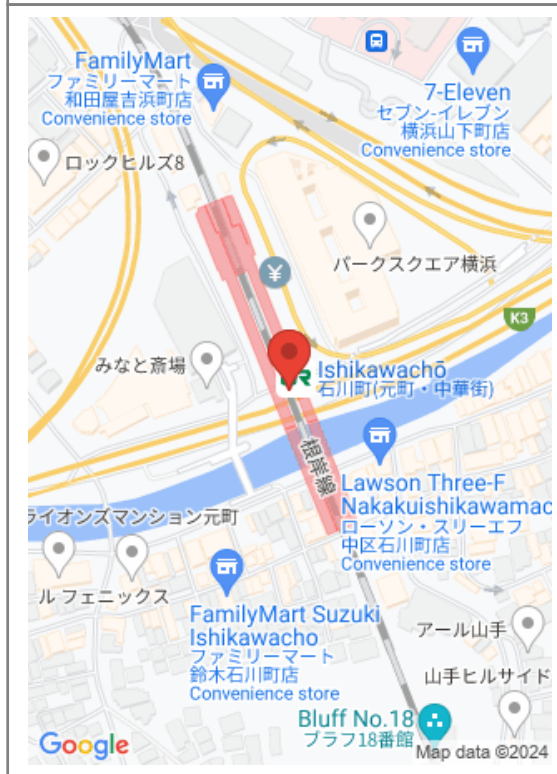 FamilyMart
ファミリーマート
和田屋吉浜町店
Convenience store
7-Eleven
セブン-イレブン
横浜山下町店
Convenience store
ロックヒルズ8
パークスクエア横浜
¥
K3
みなと斎場
JR
Ishikawachō
石川町(元町・中華街)
根岸線
Lawson Three-F
Nakakuishikawamac
ローソン・スリーエフ
中区石川町店
Convenience store
ライオンズマンション元町
ル フェニックス
FamilyMart Suzuki
Ishikawacho
ファミリーマート
鈴木石川町店
Convenience store
アール山手
山手ヒルサイド
Bluff No.18
ブラフ18番館
Google
Map data ©2024